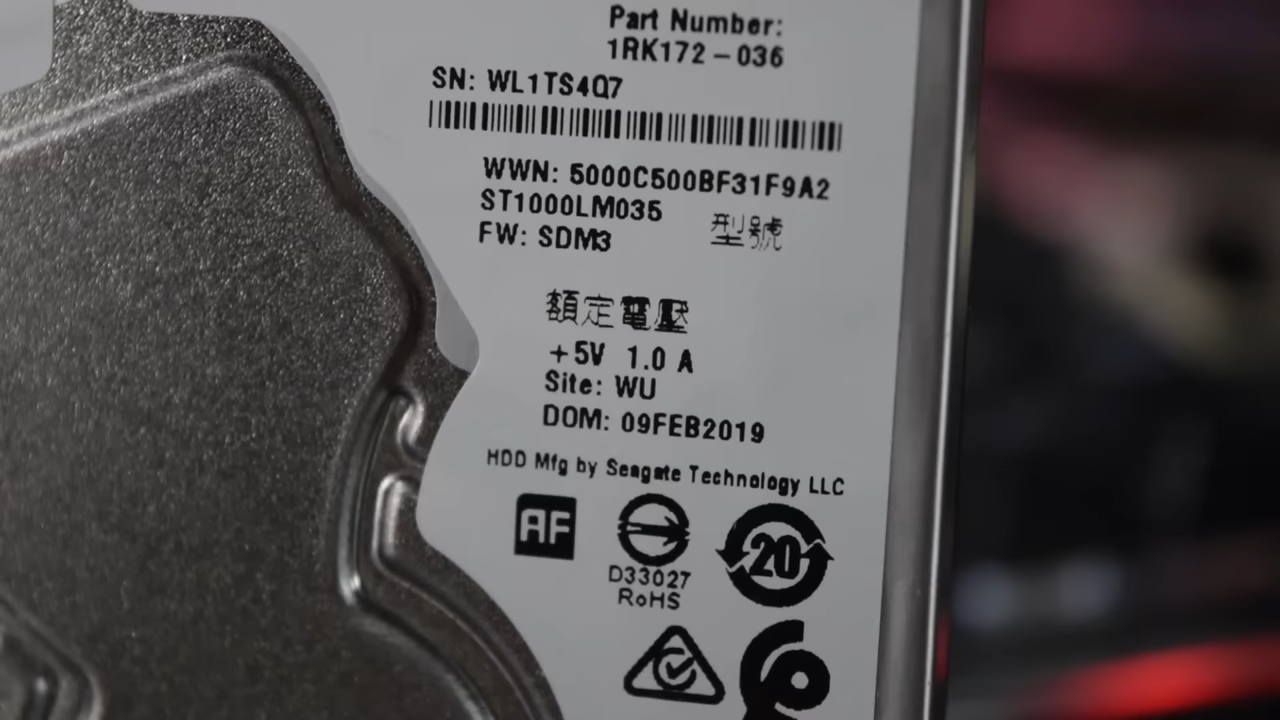 Part Number:
1RK172-036
SN: WL1TS4Q7
WWN: 5000C500BF31F9A2
ST1000LM035 型號
FW: SDM3
額定電壓
+5V 1.0 A
Site: WU
DOM: 09FEB2019
HDD Mfg by Seagate Technology LLC
AF
20
D33027
RoHS